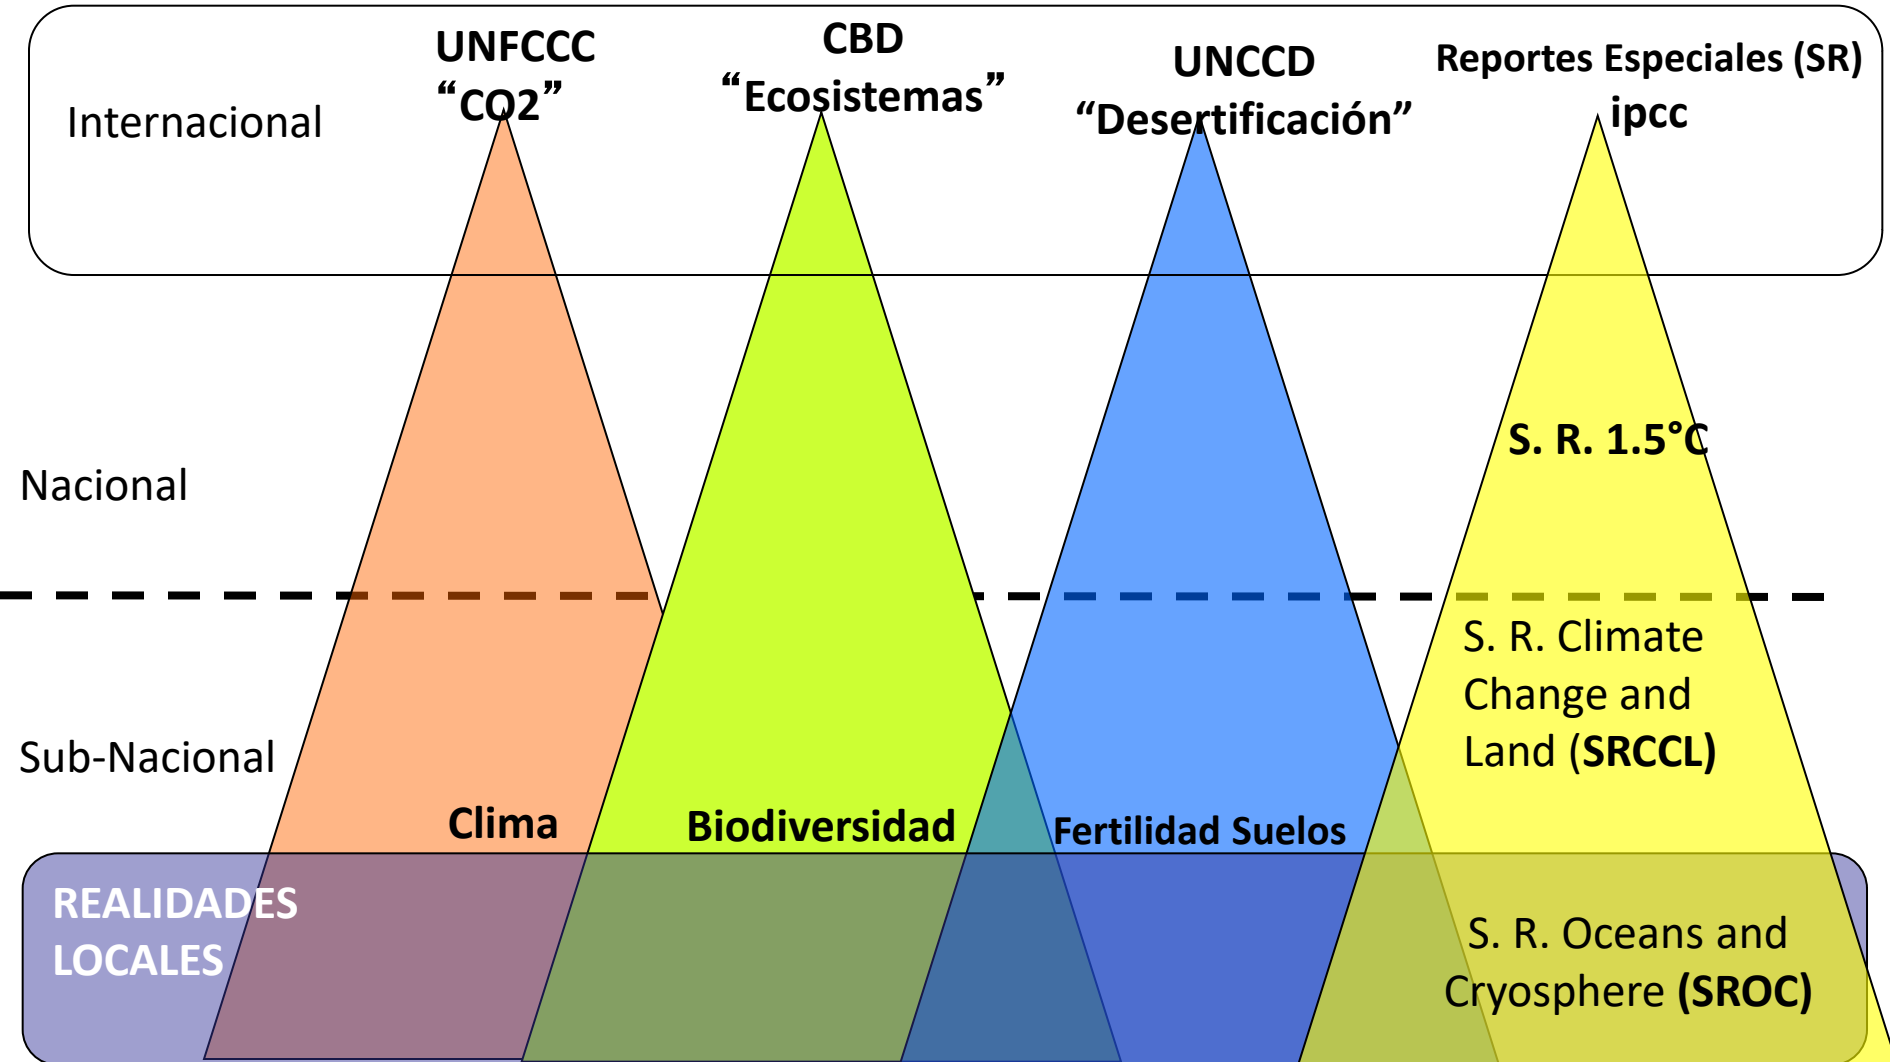 UNFCCC
“CO2”
CBD
“Ecosistemas”
UNCCD
“Desertificación”
Reportes Especiales (SR)
ipcc
Internacional
Nacional
S. R. 1.5°C
Sub-Nacional
S. R. Climate
Change and
Land (SRCCL)
Clima
Biodiversidad
Fertilidad Suelos
REALIDADES
LOCALES
S. R. Oceans and
Cryosphere (SROC)